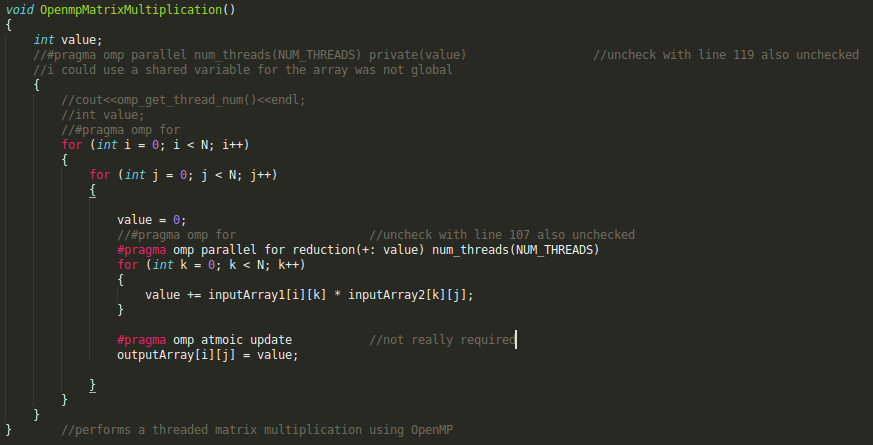 void OpenmpMatrixMultiplication()
{
    int value;
    //#pragma omp parallel num_threads(NUM_THREADS) private(value)                  //uncheck with line 119 also unchecked
    //i could use a shared variable for the array was not global
    {
        //cout<<omp_get_thread_num()<<endl;
        //int value;
        //#pragma omp for
        for (int i = 0; i < N; i++)
        {
            for (int j = 0; j < N; j++)
            {
                value = 0;
                //#pragma omp for                   //uncheck with line 107 also unchecked
                #pragma omp parallel for reduction(+: value) num_threads(NUM_THREADS)
                for (int k = 0; k < N; k++)
                {
                    value += inputArray1[i][k] * inputArray2[k][j];
                }
                #pragma omp atmoic update           //not really required
                outputArray[i][j] = value;
            }
        }
    }
}       //performs a threaded matrix multiplication using OpenMP